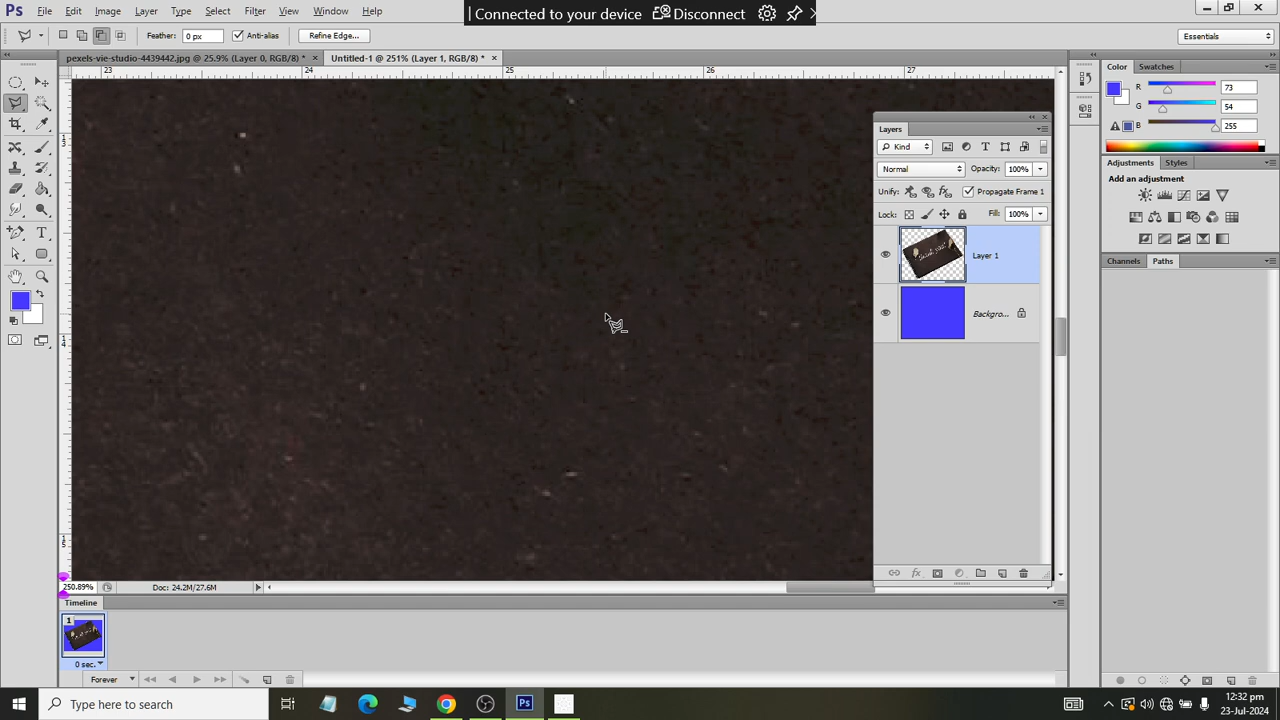 Ps File Edit Image Layer Type Select Filter View Window Help
Connected to your device Disconnect
Feather: 0 px Anti-alias Refine Edge... Essentials
pexels-vie-studio-4439442.jpg @ 25.9% (Layer 0, RGB/8) * × Untitled-1 @ 251% (Layer 1, RGB/8) * ×
23 24 25 26 27
13
14
15
Layers
Kind
Normal Opacity: 100%
Unify: Propagate Frame 1
Lock: Fill: 100%
Layer 1
Backgro...
Color Swatches
R 73
G 54
B 255
Adjustments Styles
Add an adjustment
Channels Paths
250.89% Doc: 24.2M/27.6M
Timeline
1
0 sec.
Forever
Type here to search
Ps
12:32 pm
23-Jul-2024